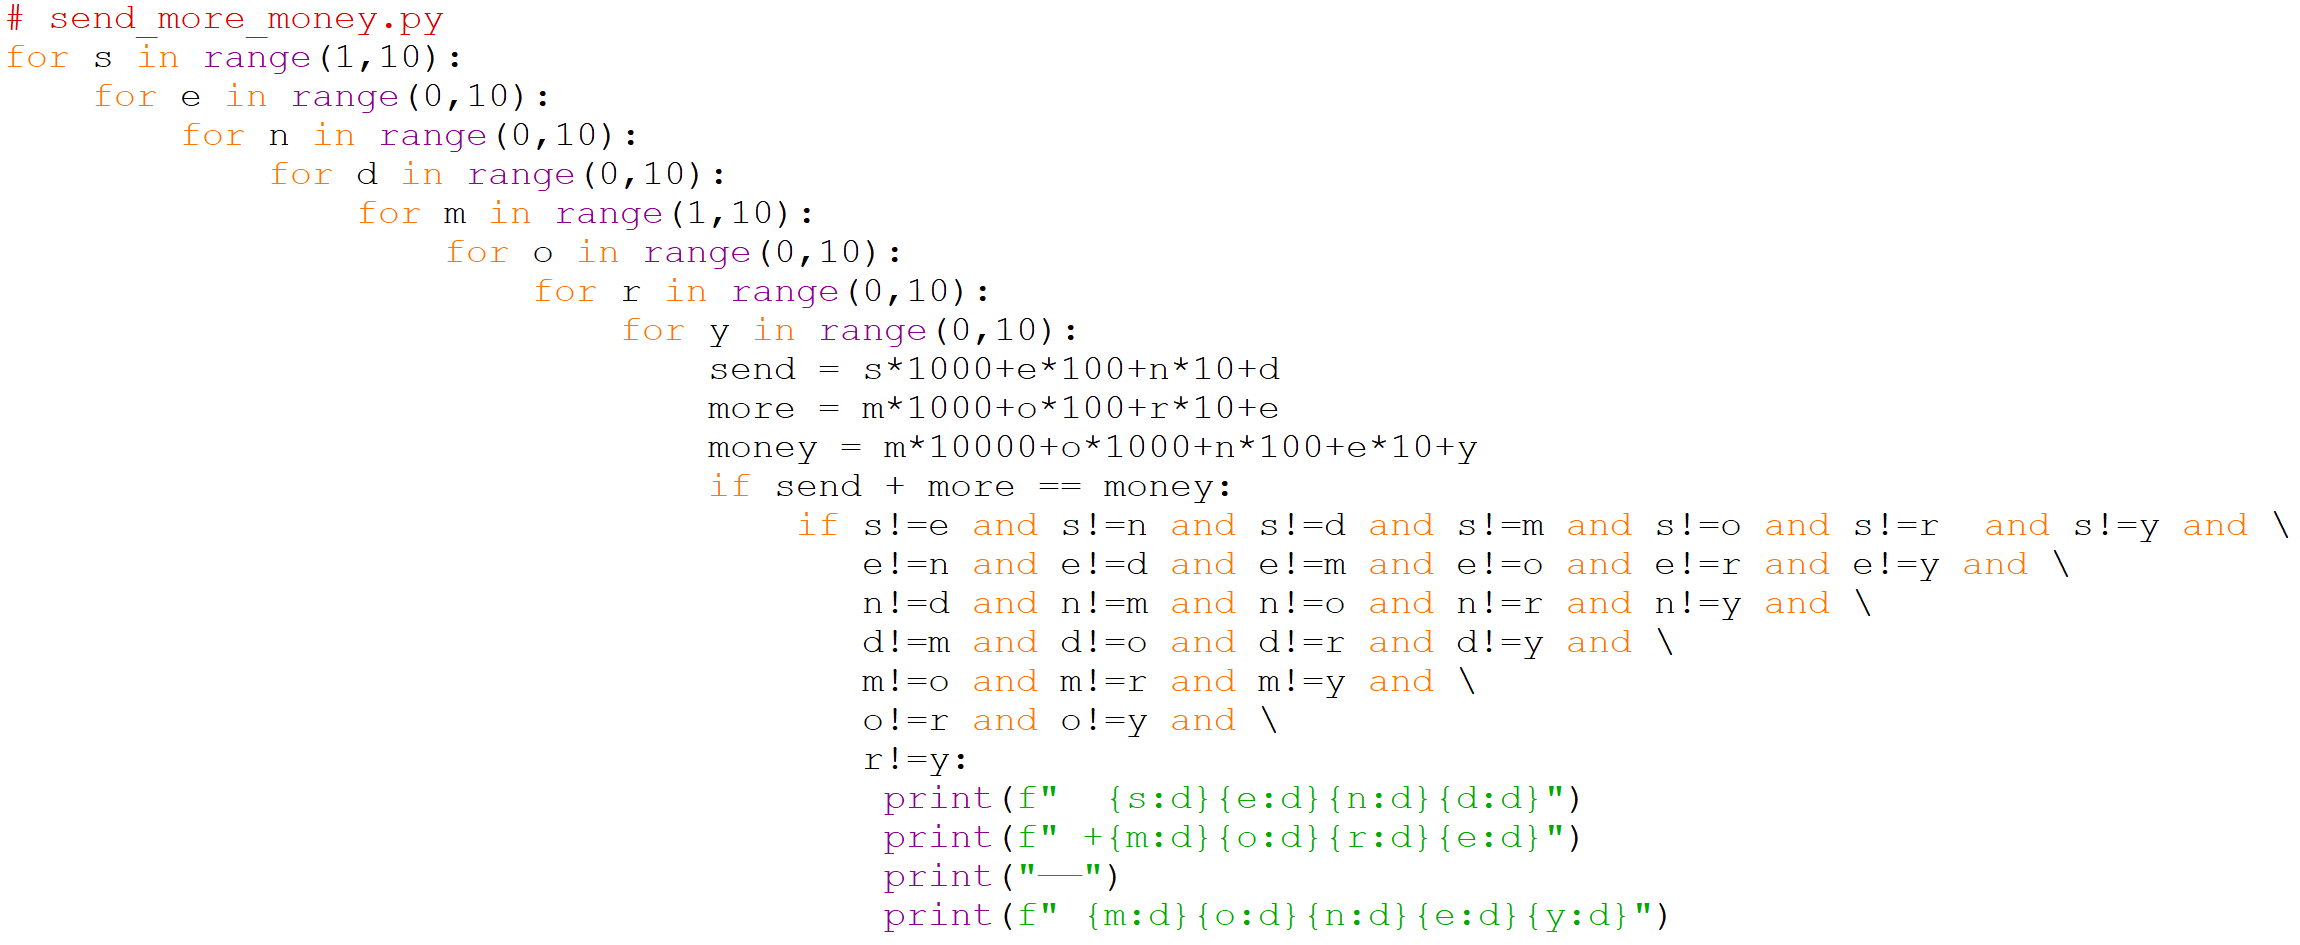 # send_more_money.py
for s in range(1,10):
    for e in range(0,10):
        for n in range(0,10):
            for d in range(0,10):
                for m in range(1,10):
                    for o in range(0,10):
                        for r in range(0,10):
                            for y in range(0,10):
                                send = s*1000+e*100+n*10+d
                                more = m*1000+o*100+r*10+e
                                money = m*10000+o*1000+n*100+e*10+y
                                if send + more == money:
                                    if s!=e and s!=n and s!=d and s!=m and s!=o and s!=r  and s!=y and \
                                       e!=n and e!=d and e!=m and e!=o and e!=r and e!=y and \
                                       n!=d and n!=m and n!=o and n!=r and n!=y and \
                                       d!=m and d!=o and d!=r and d!=y and \
                                       m!=o and m!=r and m!=y and \
                                       o!=r and o!=y and \
                                       r!=y:
                                        print(f"  {s:d}{e:d}{n:d}{d:d}")
                                        print(f" +{m:d}{o:d}{r:d}{e:d}")
                                        print("——")
                                        print(f" {m:d}{o:d}{n:d}{e:d}{y:d}")